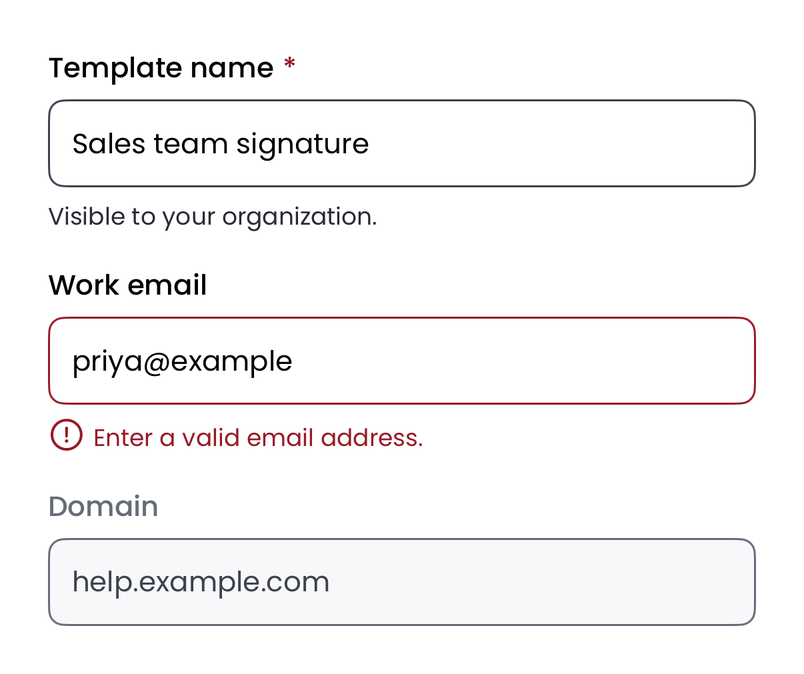 Template name *
Sales team signature
Visible to your organization.
Work email
priya@example
Enter a valid email address.
Domain
help.example.com